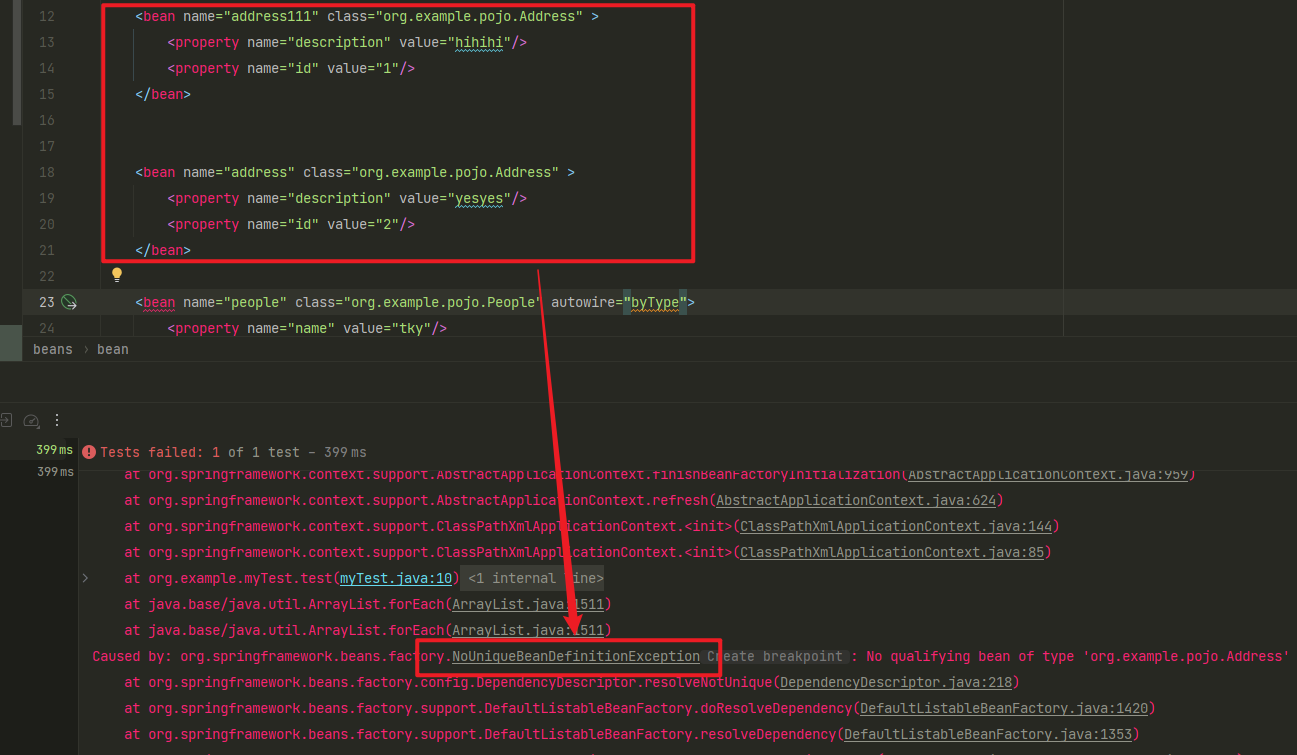 12 <bean name="address111" class="org.example.pojo.Address" >
13 <property name="description" value="hihihi"/>
14 <property name="id" value="1"/>
15 </bean>
16
17
18 <bean name="address" class="org.example.pojo.Address" >
19 <property name="description" value="yesyes"/>
20 <property name="id" value="2"/>
21 </bean>
22
23 <bean name="people" class="org.example.pojo.People" autowire="byType">
24 <property name="name" value="tky"/>
beans › bean
399 ms Tests failed: 1 of 1 test – 399 ms
399 ms
at org.springframework.context.support.AbstractApplicationContext.finishBeanFactoryInitialization(AbstractApplicationContext.java:959)
at org.springframework.context.support.AbstractApplicationContext.refresh(AbstractApplicationContext.java:624)
at org.springframework.context.support.ClassPathXmlApplicationContext.<init>(ClassPathXmlApplicationContext.java:144)
at org.springframework.context.support.ClassPathXmlApplicationContext.<init>(ClassPathXmlApplicationContext.java:85)
at org.example.myTest.test(myTest.java:10) <1 internal line>
at java.base/java.util.ArrayList.forEach(ArrayList.java:1511)
at java.base/java.util.ArrayList.forEach(ArrayList.java:1511)
Caused by: org.springframework.beans.factory.NoUniqueBeanDefinitionException Create breakpoint : No qualifying bean of type 'org.example.pojo.Address'
at org.springframework.beans.factory.config.DependencyDescriptor.resolveNotUnique(DependencyDescriptor.java:218)
at org.springframework.beans.factory.support.DefaultListableBeanFactory.doResolveDependency(DefaultListableBeanFactory.java:1420)
at org.springframework.beans.factory.support.DefaultListableBeanFactory.resolveDependency(DefaultListableBeanFactory.java:1353)